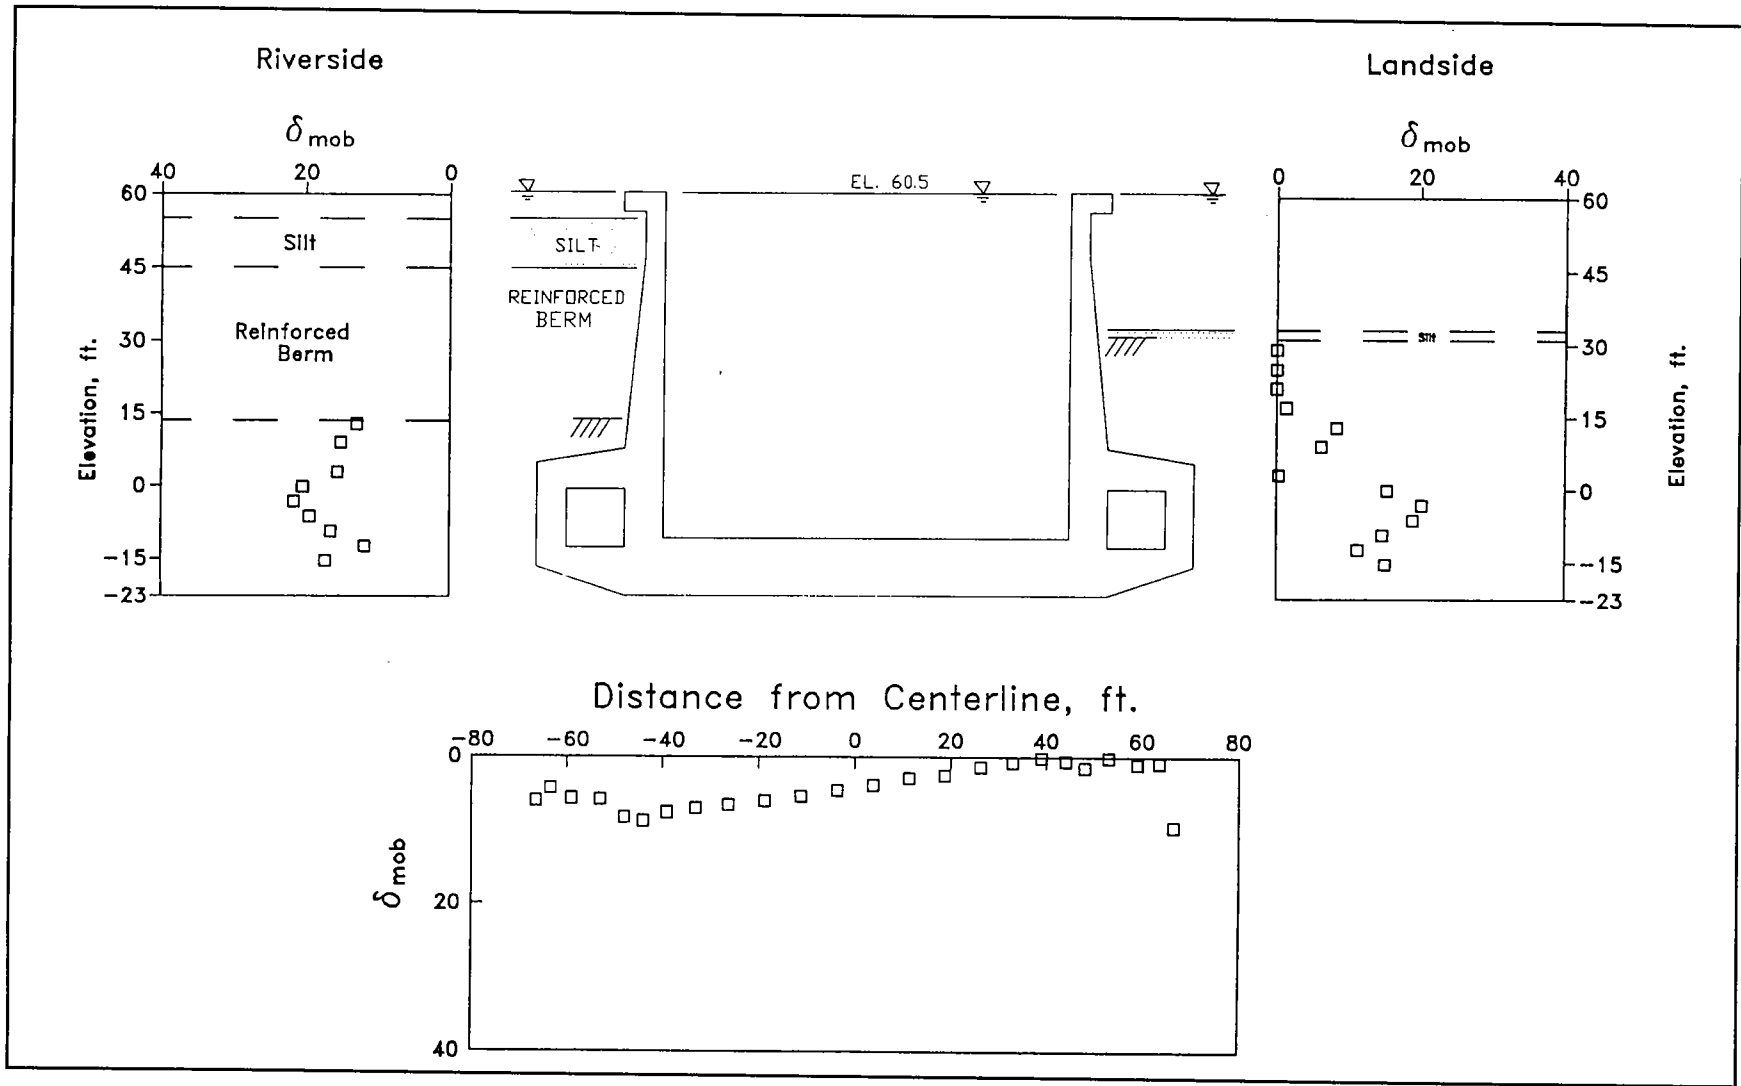 Riverside
Landside
δmob
δmob
40 20 0
0 20 40
EL. 60.5
60
45
30
15
0
-15
-23
Elevation, ft.
Silt
Reinforced
Berm
SILT
REINFORCED
BERM
Silt
60
45
30
15
0
-15
-23
Elevation, ft.
Distance from Centerline, ft.
-80 -60 -40 -20 0 20 40 60 80
0
20
40
δmob